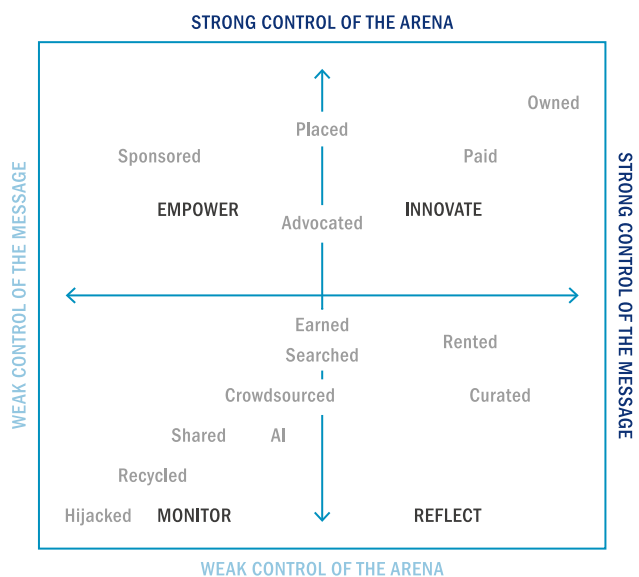 STRONG CONTROL OF THE ARENA
Owned
Placed
Sponsored
Paid
EMPOWER
INNOVATE
Advocated
WEAK CONTROL OF THE MESSAGE
STRONG CONTROL OF THE MESSAGE
Earned
Rented
Searched
Crowdsourced
Curated
Shared
AI
Recycled
Hijacked
MONITOR
REFLECT
WEAK CONTROL OF THE ARENA